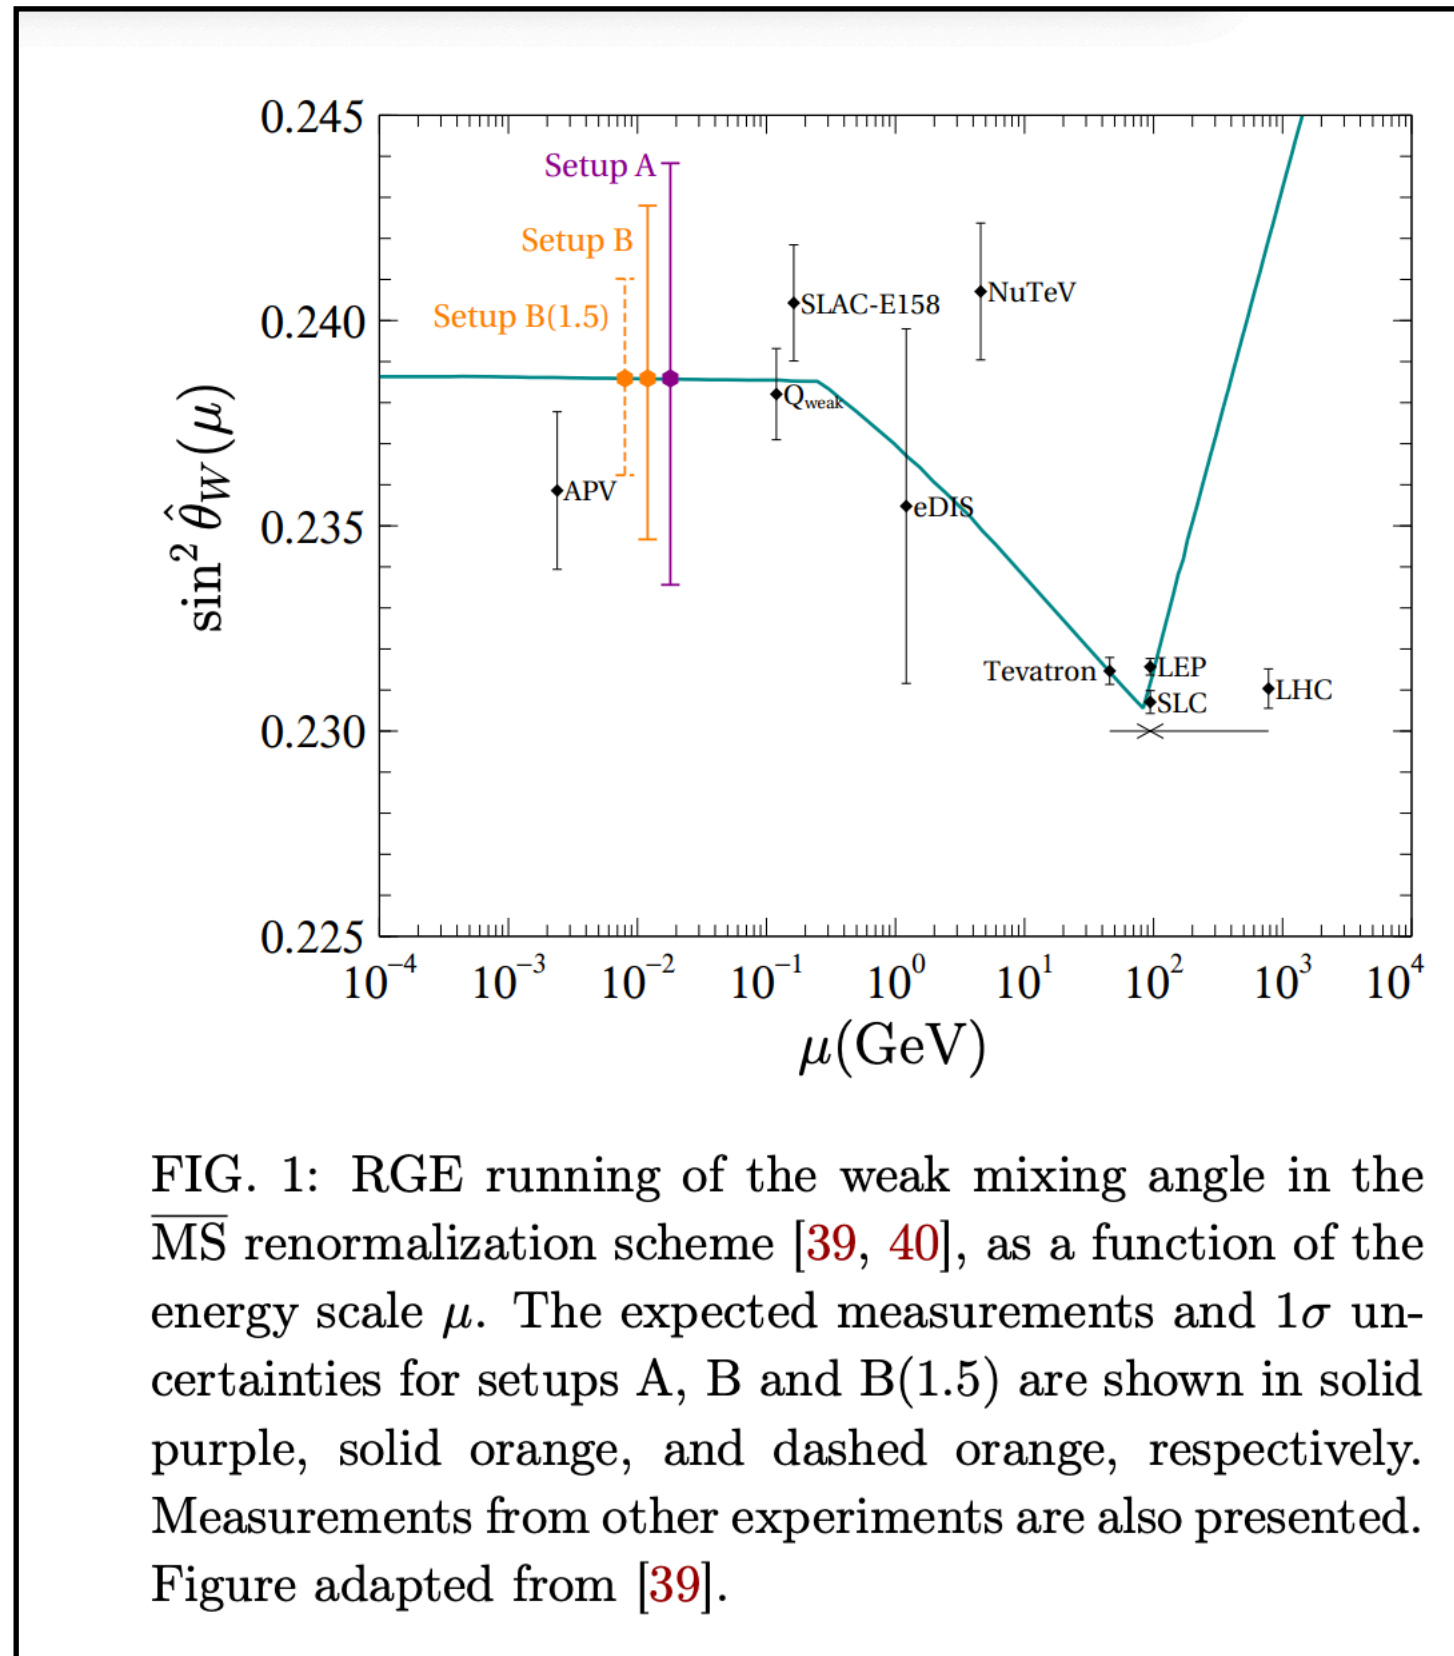 0.245
Setup A
Setup B
Setup B(1.5)
0.240
SLAC-E158
NuTeV
Qweak
APV
eDIS
0.235
Tevatron
LEP
SLC
LHC
0.230
0.225
sin² θ̂W(μ)
10⁻⁴ 10⁻³ 10⁻² 10⁻¹ 10⁰ 10¹ 10² 10³ 10⁴
μ(GeV)
FIG. 1: RGE running of the weak mixing angle in the
M̅S̅ renormalization scheme [39, 40], as a function of the
energy scale μ. The expected measurements and 1σ un-
certainties for setups A, B and B(1.5) are shown in solid
purple, solid orange, and dashed orange, respectively.
Measurements from other experiments are also presented.
Figure adapted from [39].